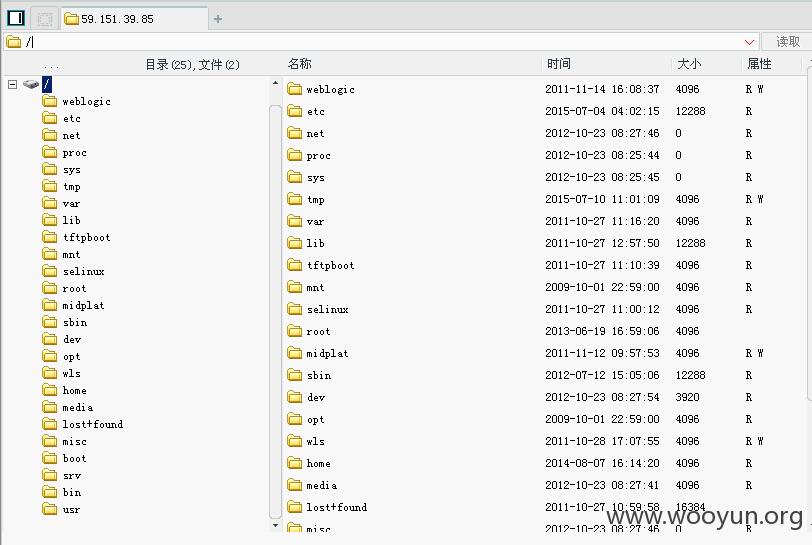 59.151.39.85
/
读取
... 目录(25),文件(2) 名称 时间 大小 属性
/
weblogic
etc
net
proc
sys
tmp
var
lib
tftpboot
mnt
selinux
root
midplat
sbin
dev
opt
wls
home
media
lost+found
misc
boot
srv
bin
usr
weblogic 2011-11-14 16:08:37 4096 R W
etc 2015-07-04 04:02:15 12288 R
net 2012-10-23 08:27:46 0 R
proc 2012-10-23 08:25:44 0 R
sys 2012-10-23 08:25:45 0 R
tmp 2015-07-10 11:01:09 4096 R W
var 2011-10-27 11:16:20 4096 R
lib 2011-10-27 12:57:50 12288 R
tftpboot 2011-10-27 11:10:39 4096 R
mnt 2009-10-01 22:59:00 4096 R
selinux 2011-10-27 11:00:12 4096 R
root 2013-06-19 16:59:06 4096
midplat 2011-11-12 09:57:53 4096 R W
sbin 2012-07-12 15:05:06 12288 R
dev 2012-10-23 08:27:54 3920 R
opt 2009-10-01 22:59:00 4096 R
wls 2011-10-28 17:07:55 4096 R W
home 2014-08-07 16:14:20 4096 R
media 2012-10-23 08:27:41 4096 R
lost+found 2011-10-27 10:59:58 16384
misc 2012-10-23 08:27:46 0 R
www.wooyun.org